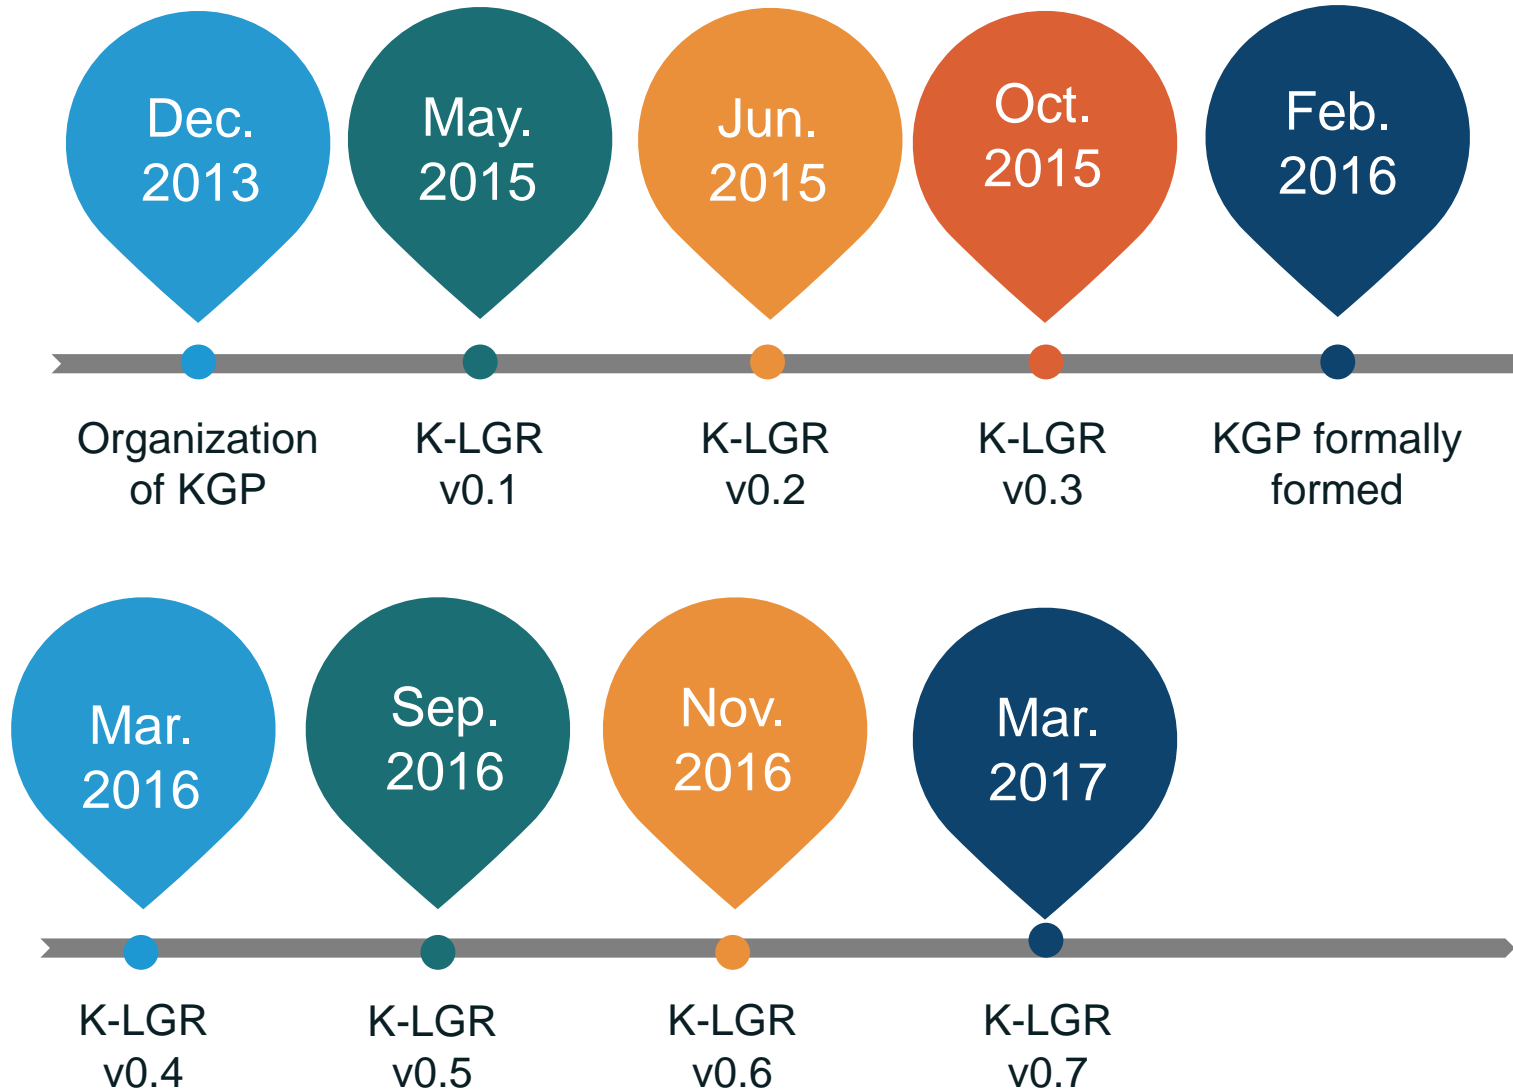 Dec.
2013
May.
2015
Jun.
2015
Oct.
2015
Feb.
2016
Organization
of KGP
K-LGR
v0.1
K-LGR
v0.2
K-LGR
v0.3
KGP formally
formed
Mar.
2016
Sep.
2016
Nov.
2016
Mar.
2017
K-LGR
v0.4
K-LGR
v0.5
K-LGR
v0.6
K-LGR
v0.7